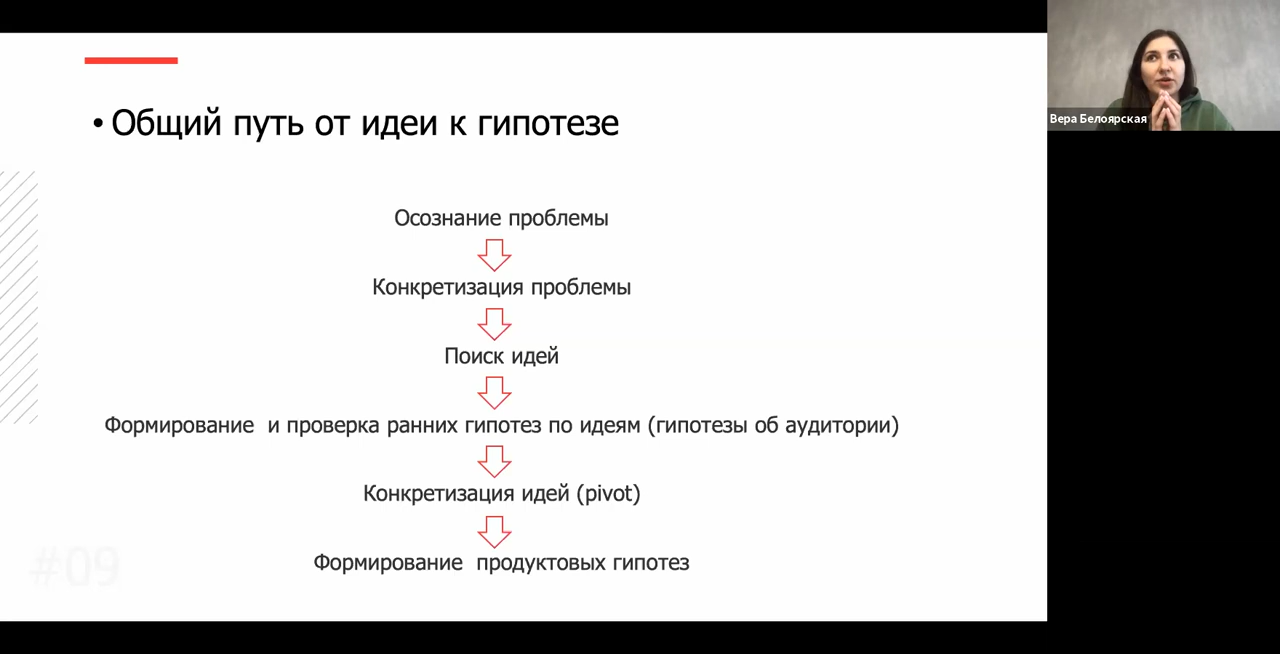 • Общий путь от идеи к гипотезе
Осознание проблемы
Конкретизация проблемы
Поиск идей
Формирование и проверка ранних гипотез по идеям (гипотезы об аудитории)
Конкретизация идей (pivot)
Формирование продуктовых гипотез
#09
Вера Белоярская